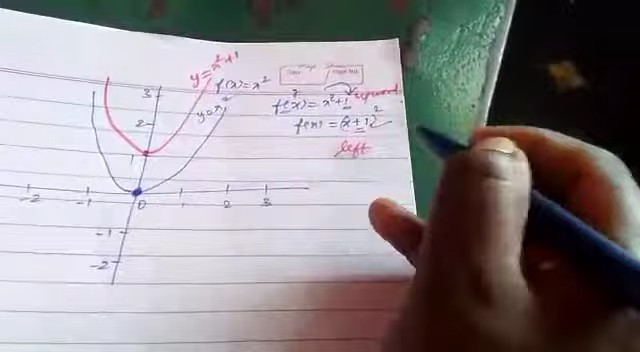 y=x²+1
f(x)=x²
y=x²
f(x)=x²+1 upward
f(x)=(x+1)²
left
3
2
1
-2 -1 0 1 2 3
-1
-2